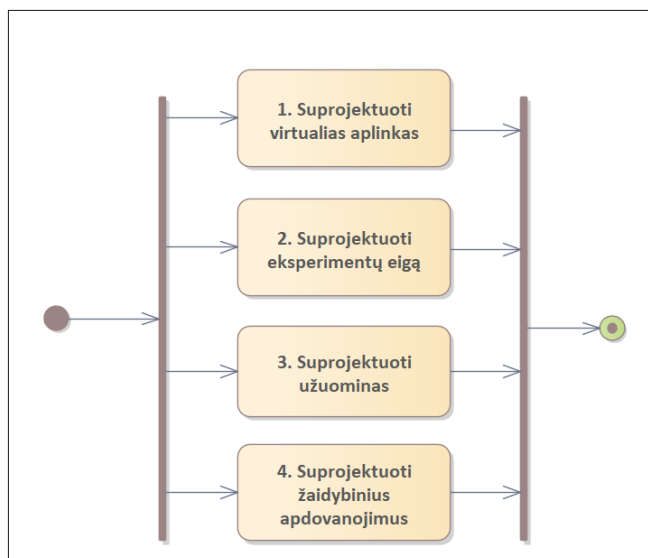 1. Suprojektuoti
virtualias aplinkas
2. Suprojektuoti
eksperimentų eigą
3. Suprojektuoti
užuominas
4. Suprojektuoti
žaidybinius
apdovanojimus